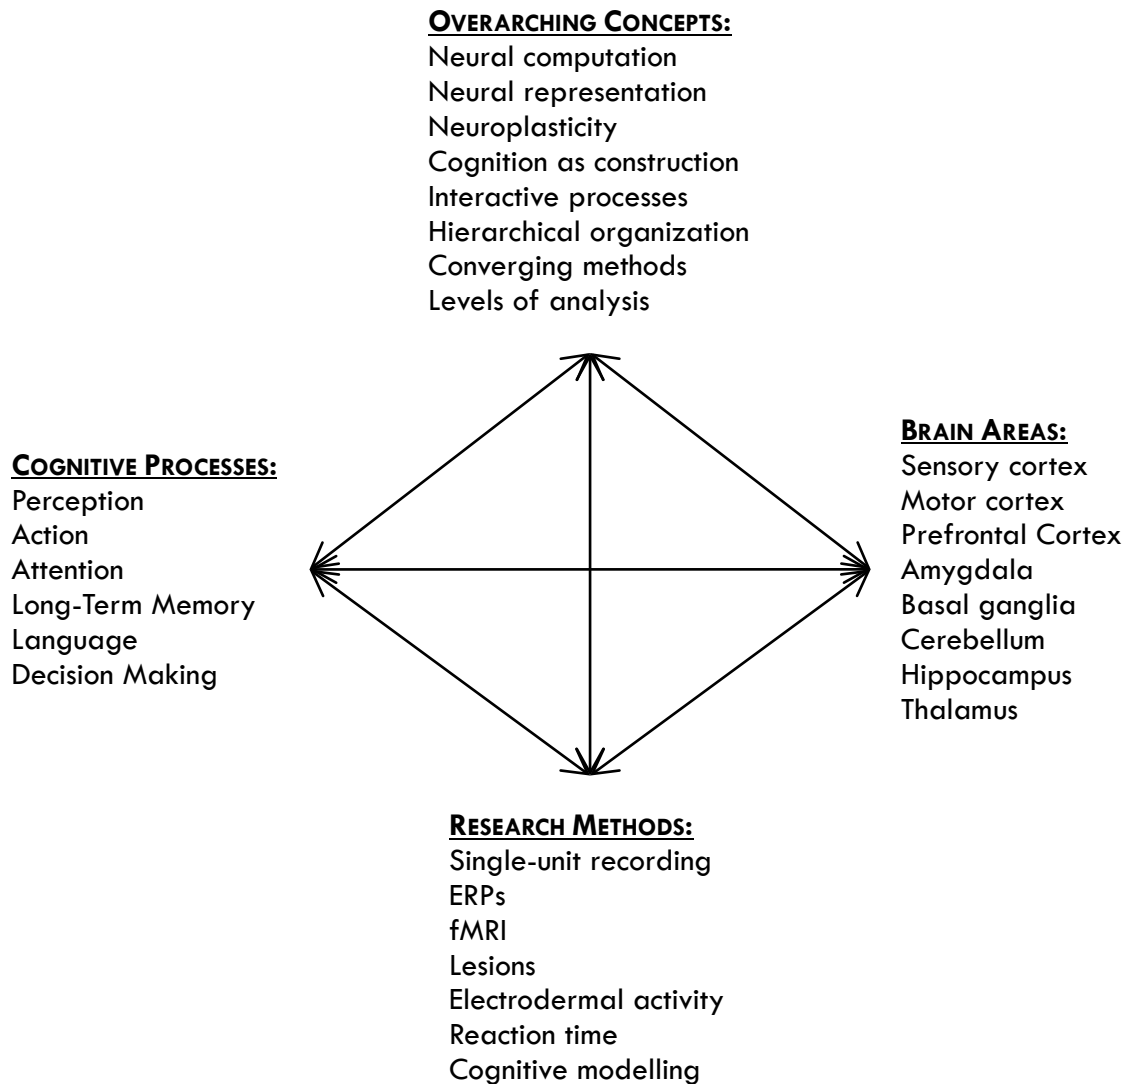 OVERARCHING CONCEPTS:
Neural computation
Neural representation
Neuroplasticity
Cognition as construction
Interactive processes
Hierarchical organization
Converging methods
Levels of analysis
COGNITIVE PROCESSES:
Perception
Action
Attention
Long-Term Memory
Language
Decision Making
BRAIN AREAS:
Sensory cortex
Motor cortex
Prefrontal Cortex
Amygdala
Basal ganglia
Cerebellum
Hippocampus
Thalamus
RESEARCH METHODS:
Single-unit recording
ERPs
fMRI
Lesions
Electrodermal activity
Reaction time
Cognitive modelling